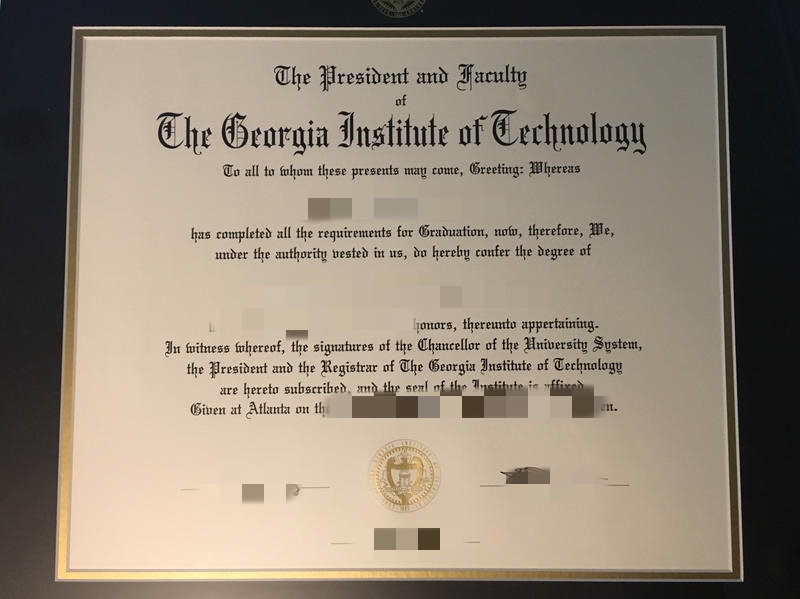 The President and Faculty
of
The Georgia Institute of Technology
To all to whom these presents may come, Greeting: Whereas
has completed all the requirements for Graduation, now, therefore, We,
under the authority vested in us, do hereby confer the degree of
honors, thereunto appertaining.
In witness whereof, the signatures of the Chancellor of the University System,
the President and the Registrar of The Georgia Institute of Technology
are hereto subscribed, and the seal of the Institute is affixed.
Given at Atlanta on the